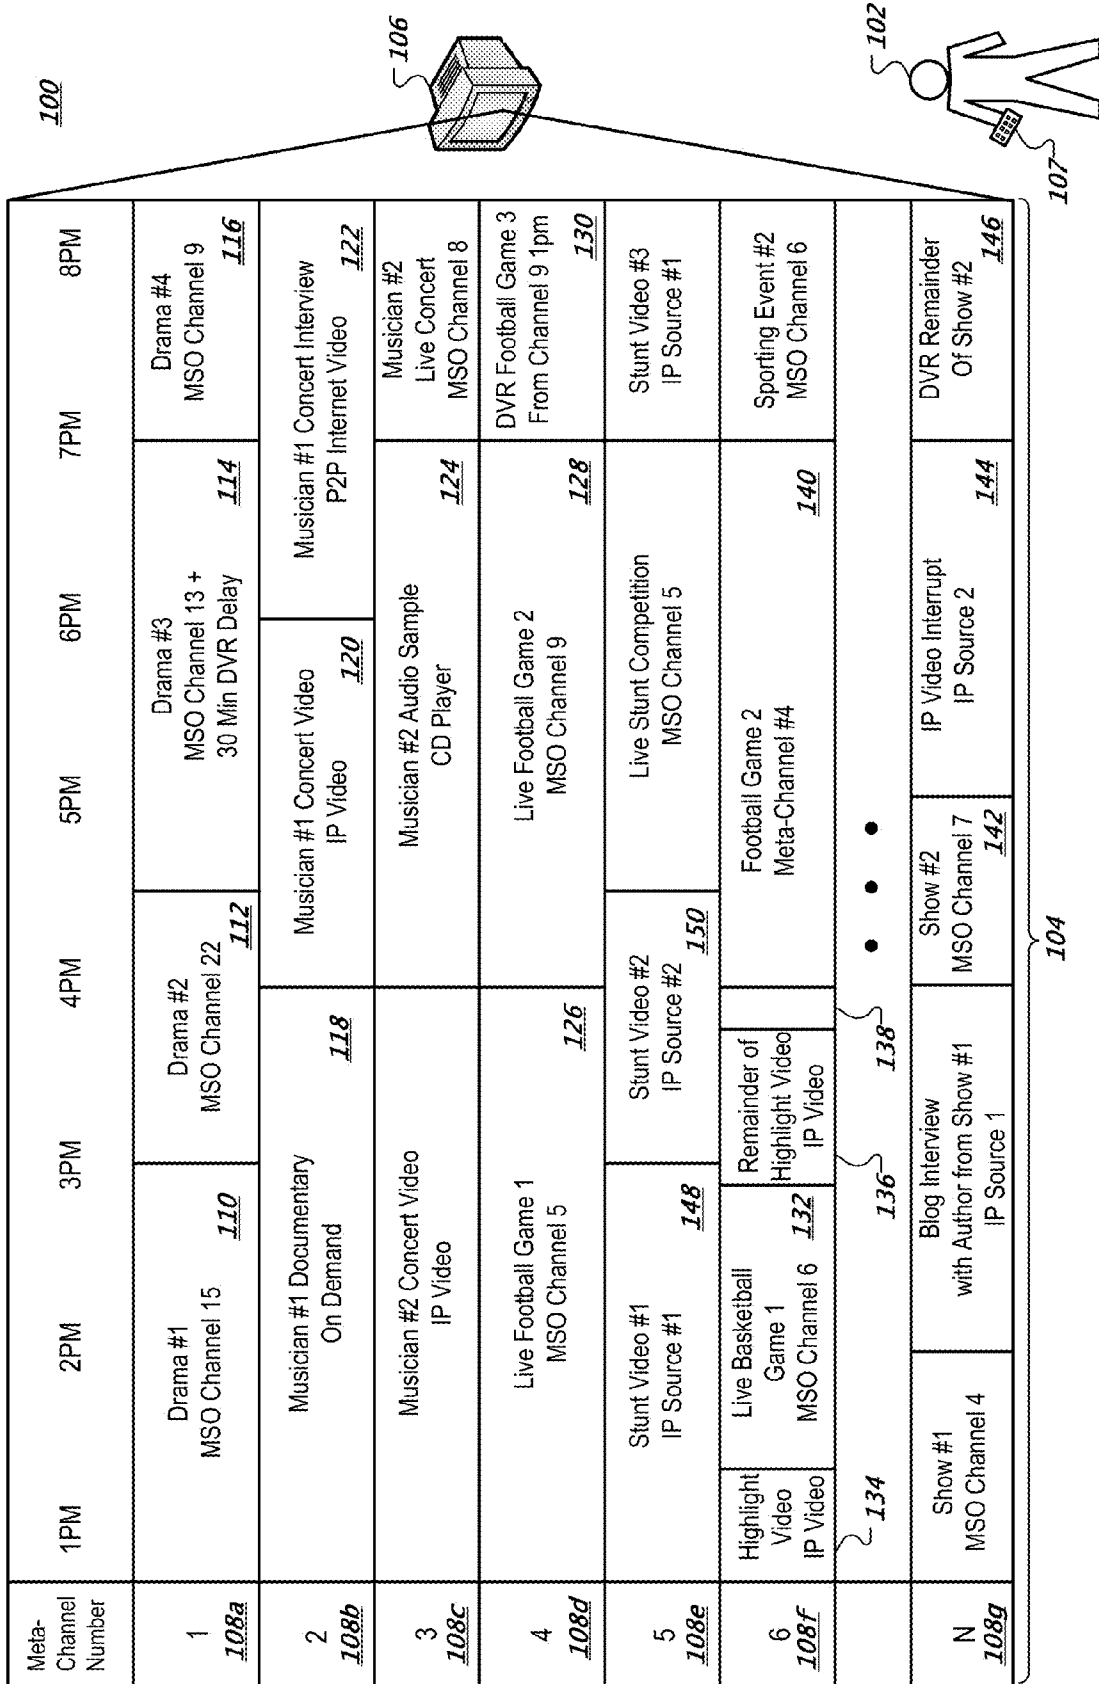 100
Meta-
Channel
Number
1PM
2PM
3PM
4PM
5PM
6PM
7PM
8PM
1
108a
Drama #1
MSO Channel 15
110
Drama #2
MSO Channel 22
112
Drama #3
MSO Channel 13 +
30 Min DVR Delay
114
Drama #4
MSO Channel 9
116
2
108b
Musician #1 Documentary
On Demand
118
Musician #1 Concert Video
IP Video
120
Musician #1 Concert Interview
P2P Internet Video
122
3
108c
Musician #2 Concert Video
IP Video
Musician #2 Audio Sample
CD Player
124
Musician #2
Live Concert
MSO Channel 8
4
108d
Live Football Game 1
MSO Channel 5
126
Live Football Game 2
MSO Channel 9
128
DVR Football Game 3
From Channel 9 1pm
130
5
108e
Stunt Video #1
IP Source #1
148
Stunt Video #2
IP Source #2
150
Live Stunt Competition
MSO Channel 5
Stunt Video #3
IP Source #1
6
108f
Highlight
Video
IP Video
134
Live Basketball
Game 1
MSO Channel 6
132
Remainder of
Highlight Video
IP Video
136
138
Football Game 2
Meta-Channel #4
140
Sporting Event #2
MSO Channel 6
N
108g
Show #1
MSO Channel 4
Blog Interview
with Author from Show #1
IP Source 1
Show #2
MSO Channel 7
142
IP Video Interrupt
IP Source 2
144
DVR Remainder
Of Show #2
146
104
106
102
107